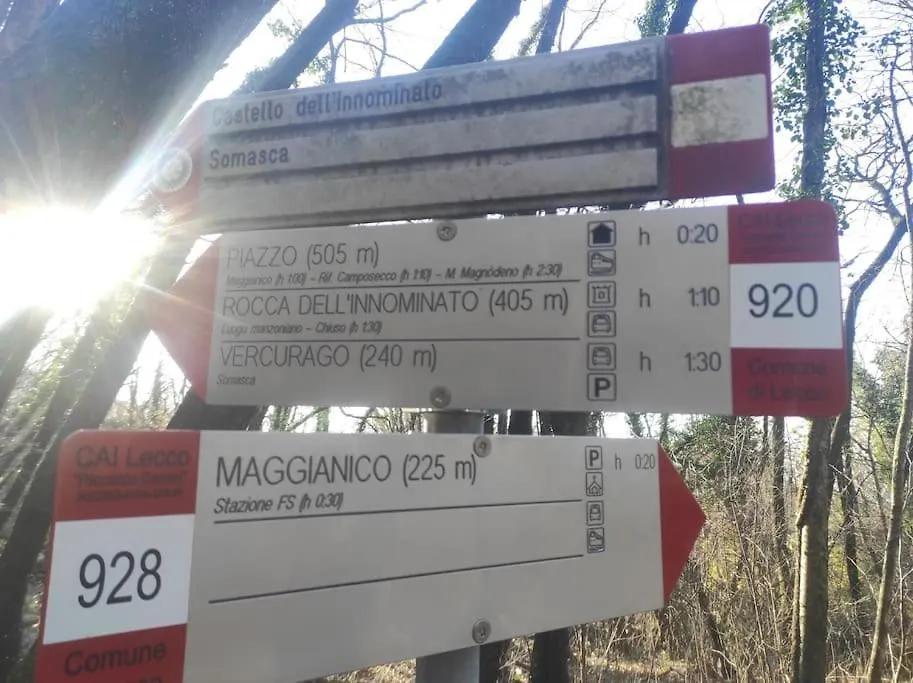 Castello dell'Innominato
Somasca
PIAZZO (505 m) h 0:20
Maggianico (h 1:00) - Rif. Camposecco (h 1:10) - M. Magnòdeno (h 2:30)
ROCCA DELL'INNOMINATO (405 m) h 1:10
Luogo manzoniano - Chiuso (h 1:30)
VERCURAGO (240 m) h 1:30
Somasca
P
CAI Lecco
920
Comune
di Lecco
CAI Lecco
928
Comune
MAGGIANICO (225 m) P h 0:20
Stazione FS (h 0:30)